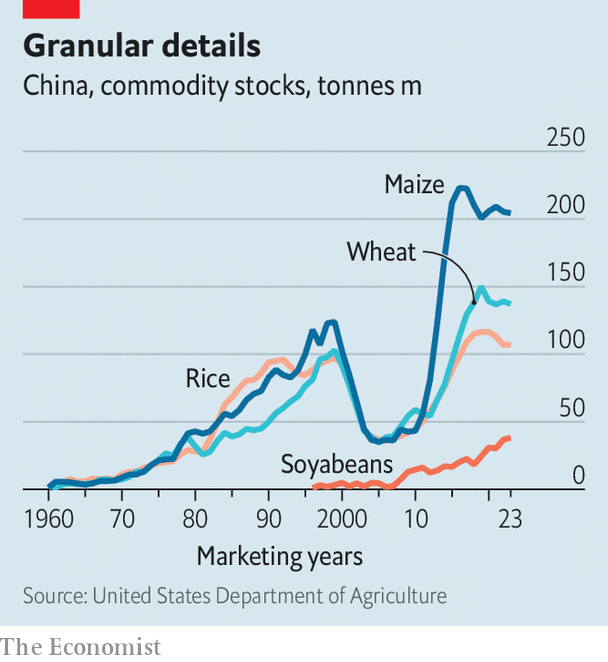 Granular details
China, commodity stocks, tonnes m
250
Maize
200
Wheat
150
100
Rice
50
Soyabeans
0
1960 70 80 90 2000 10 23
Marketing years
Source: United States Department of Agriculture
The Economist